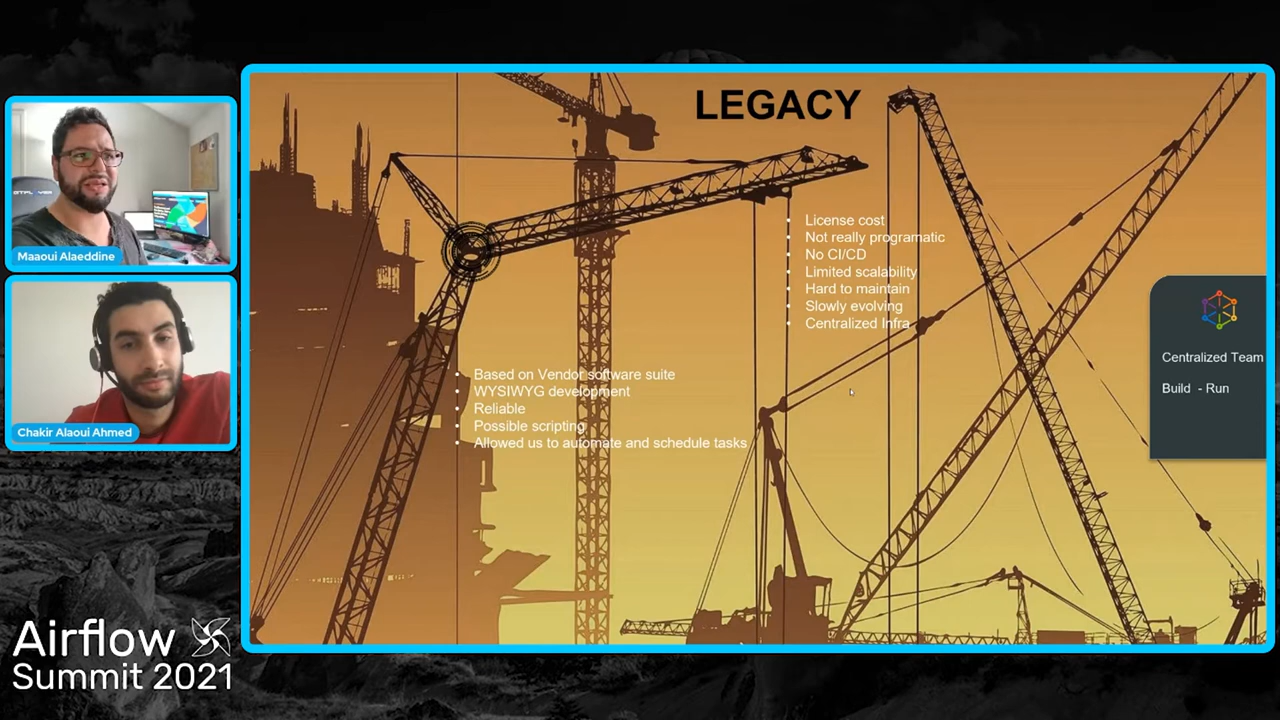 LEGACY
License cost
Not really programatic
No CI/CD
Limited scalability
Hard to maintain
Slowly evolving
Centralized Infra
Based on Vendor software suite
WYSIWYG development
Reliable
Possible scripting
Allowed us to automate and schedule tasks
Centralized Team
Build - Run
Maaoui Alaeddine
Chakir Alaoui Ahmed
Airflow
Summit 2021